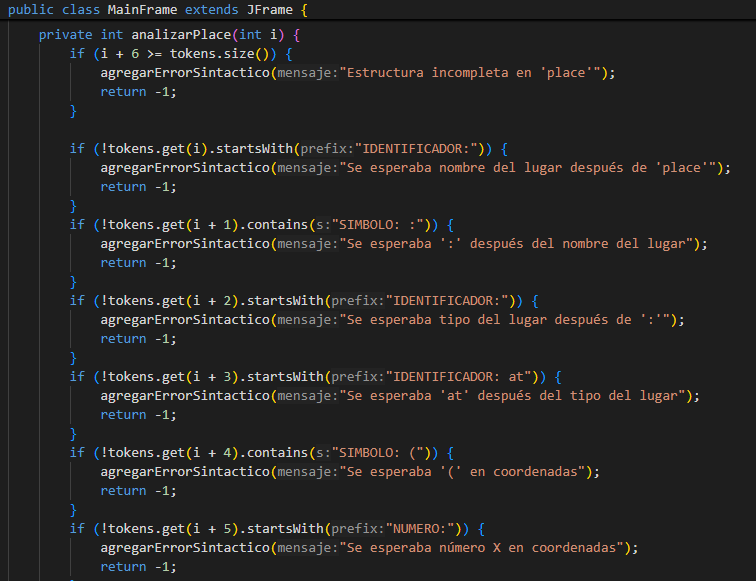 public class MainFrame extends JFrame {
private int analizarPlace(int i) {
if (i + 6 >= tokens.size()) {
agregarErrorSintactico(mensaje:"Estructura incompleta en 'place'");
return -1;
}
if (!tokens.get(i).startsWith(prefix:"IDENTIFICADOR:")) {
agregarErrorSintactico(mensaje:"Se esperaba nombre del lugar después de 'place'");
return -1;
}
if (!tokens.get(i + 1).contains(s:"SIMBOLO: :")) {
agregarErrorSintactico(mensaje:"Se esperaba ':' después del nombre del lugar");
return -1;
}
if (!tokens.get(i + 2).startsWith(prefix:"IDENTIFICADOR:")) {
agregarErrorSintactico(mensaje:"Se esperaba tipo del lugar después de ':'");
return -1;
}
if (!tokens.get(i + 3).startsWith(prefix:"IDENTIFICADOR: at")) {
agregarErrorSintactico(mensaje:"Se esperaba 'at' después del tipo del lugar");
return -1;
}
if (!tokens.get(i + 4).contains(s:"SIMBOLO: (")) {
agregarErrorSintactico(mensaje:"Se esperaba '(' en coordenadas");
return -1;
}
if (!tokens.get(i + 5).startsWith(prefix:"NUMERO:")) {
agregarErrorSintactico(mensaje:"Se esperaba número X en coordenadas");
return -1;